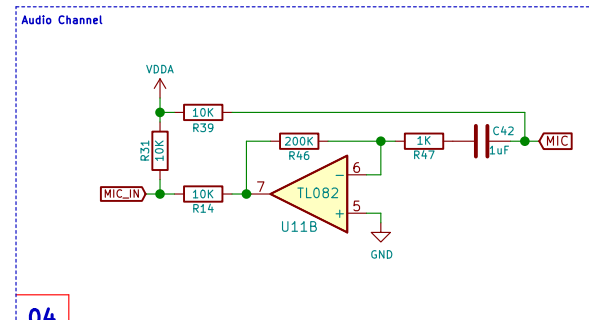 Audio Channel
VDDA
10K
R39
R31
10K
200K
R46
1K
R47
C42
1uF
MIC
MIC_IN
10K
R14
7
6
TL082
5
U11B
GND
04